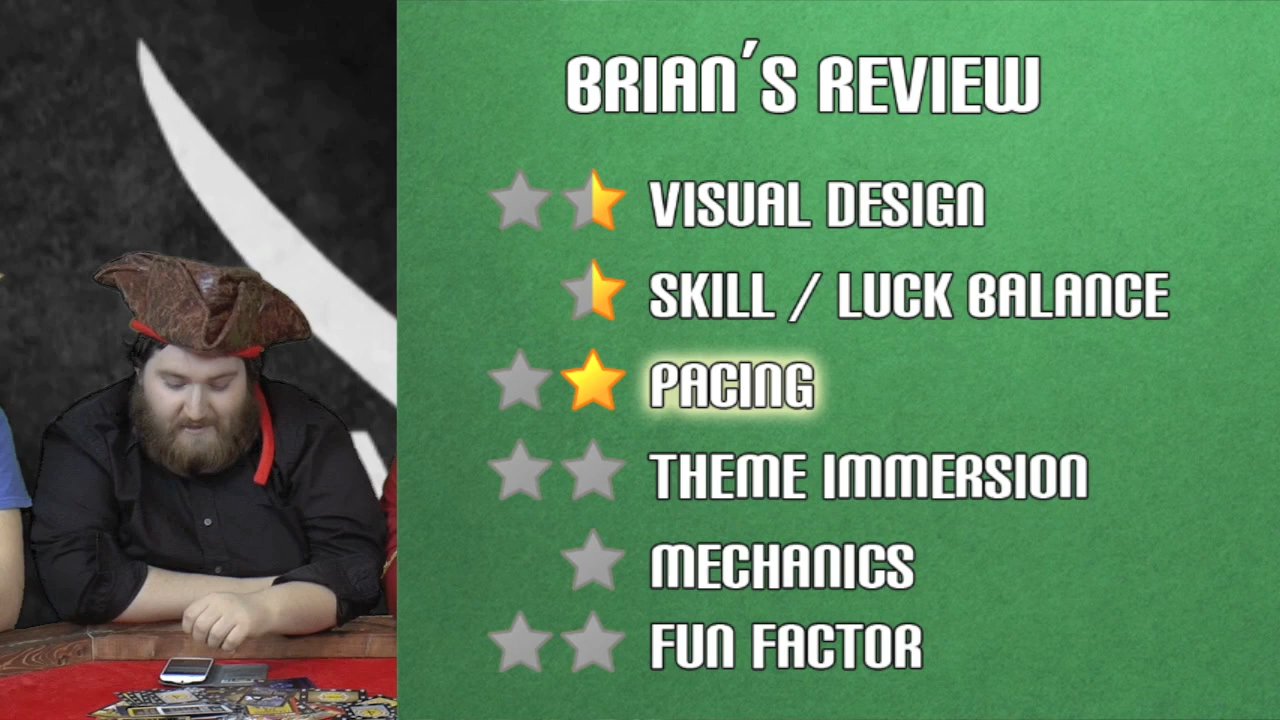 BRIAN'S REVIEW
VISUAL DESIGN
SKILL / LUCK BALANCE
PACING
THEME IMMERSION
MECHANICS
FUN FACTOR